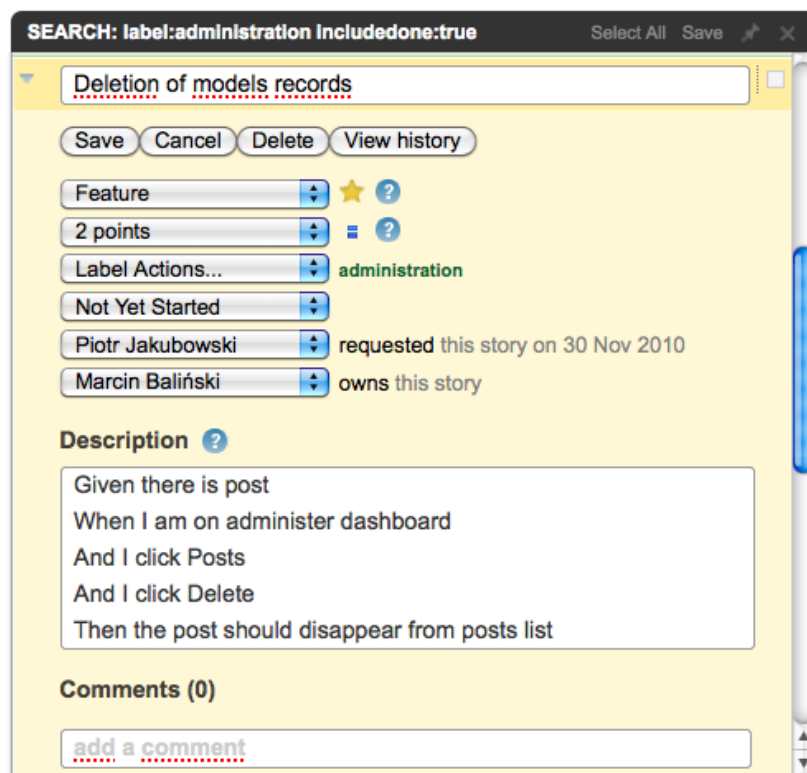 SEARCH: label:administration includedone:true Select All Save
Deletion of models records
Save Cancel Delete View history
Feature
2 points
Label Actions... administration
Not Yet Started
Piotr Jakubowski requested this story on 30 Nov 2010
Marcin Baliński owns this story
Description
Given there is post
When I am on administer dashboard
And I click Posts
And I click Delete
Then the post should disappear from posts list
Comments (0)
add a comment